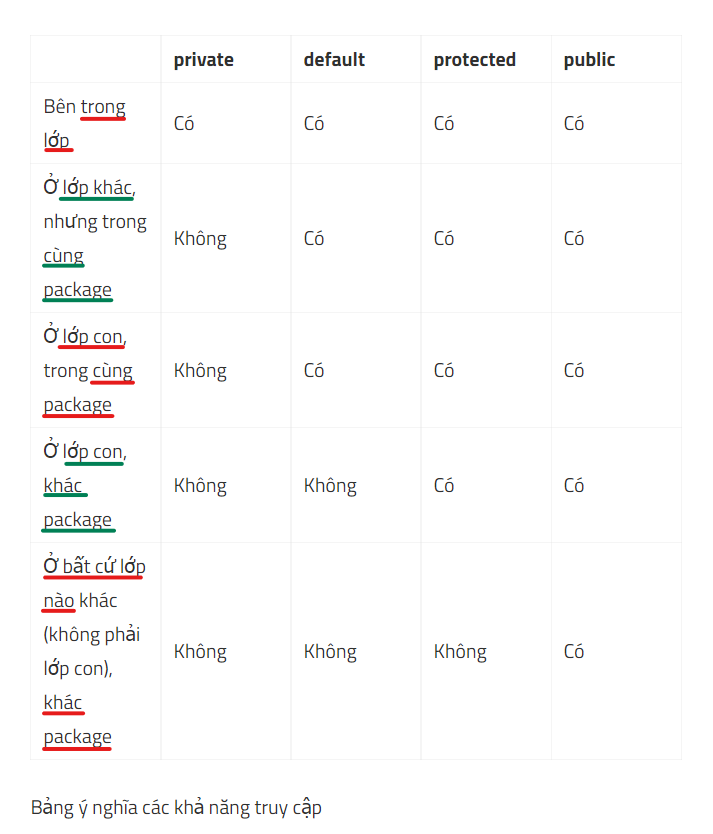 private default protected public
Bên trong
lớp
Có Có Có Có
Ở lớp khác,
nhưng trong
cùng
package
Không Có Có Có
Ở lớp con,
trong cùng
package
Không Có Có Có
Ở lớp con,
khác
package
Không Không Có Có
Ở bất cứ lớp
nào khác
(không phải
lớp con),
khác
package
Không Không Không Có
Bảng ý nghĩa các khả năng truy cập